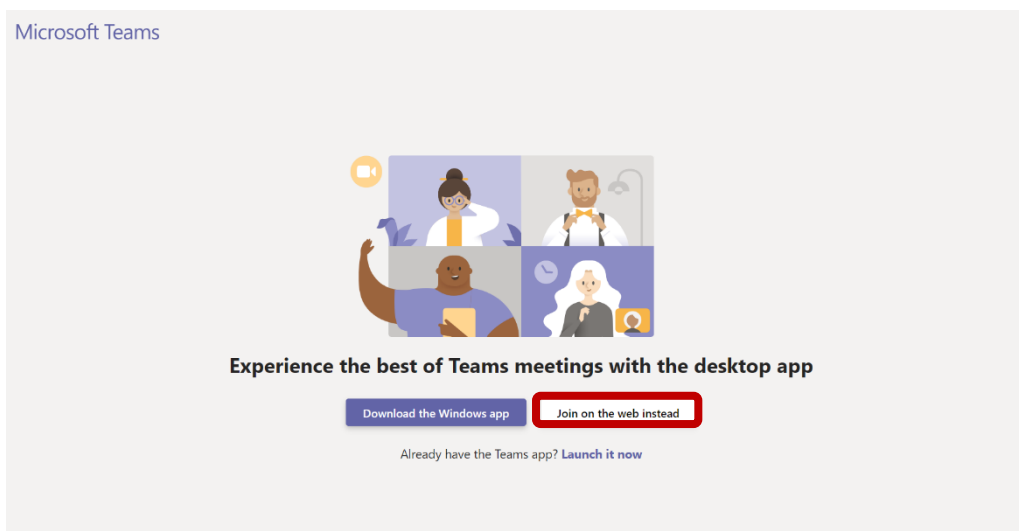 Microsoft Teams
Experience the best of Teams meetings with the desktop app
Download the Windows app
Join on the web instead
Already have the Teams app? Launch it now